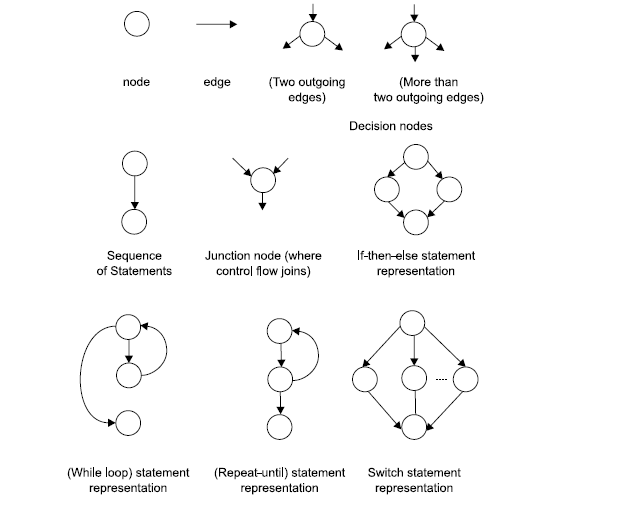 node
edge
(Two outgoing
edges)
(More than
two outgoing edges)
Decision nodes
Sequence
of Statements
Junction node (where
control flow joins)
If-then–else statement
representation
(While loop) statement
representation
(Repeat–until) statement
representation
Switch statement
representation